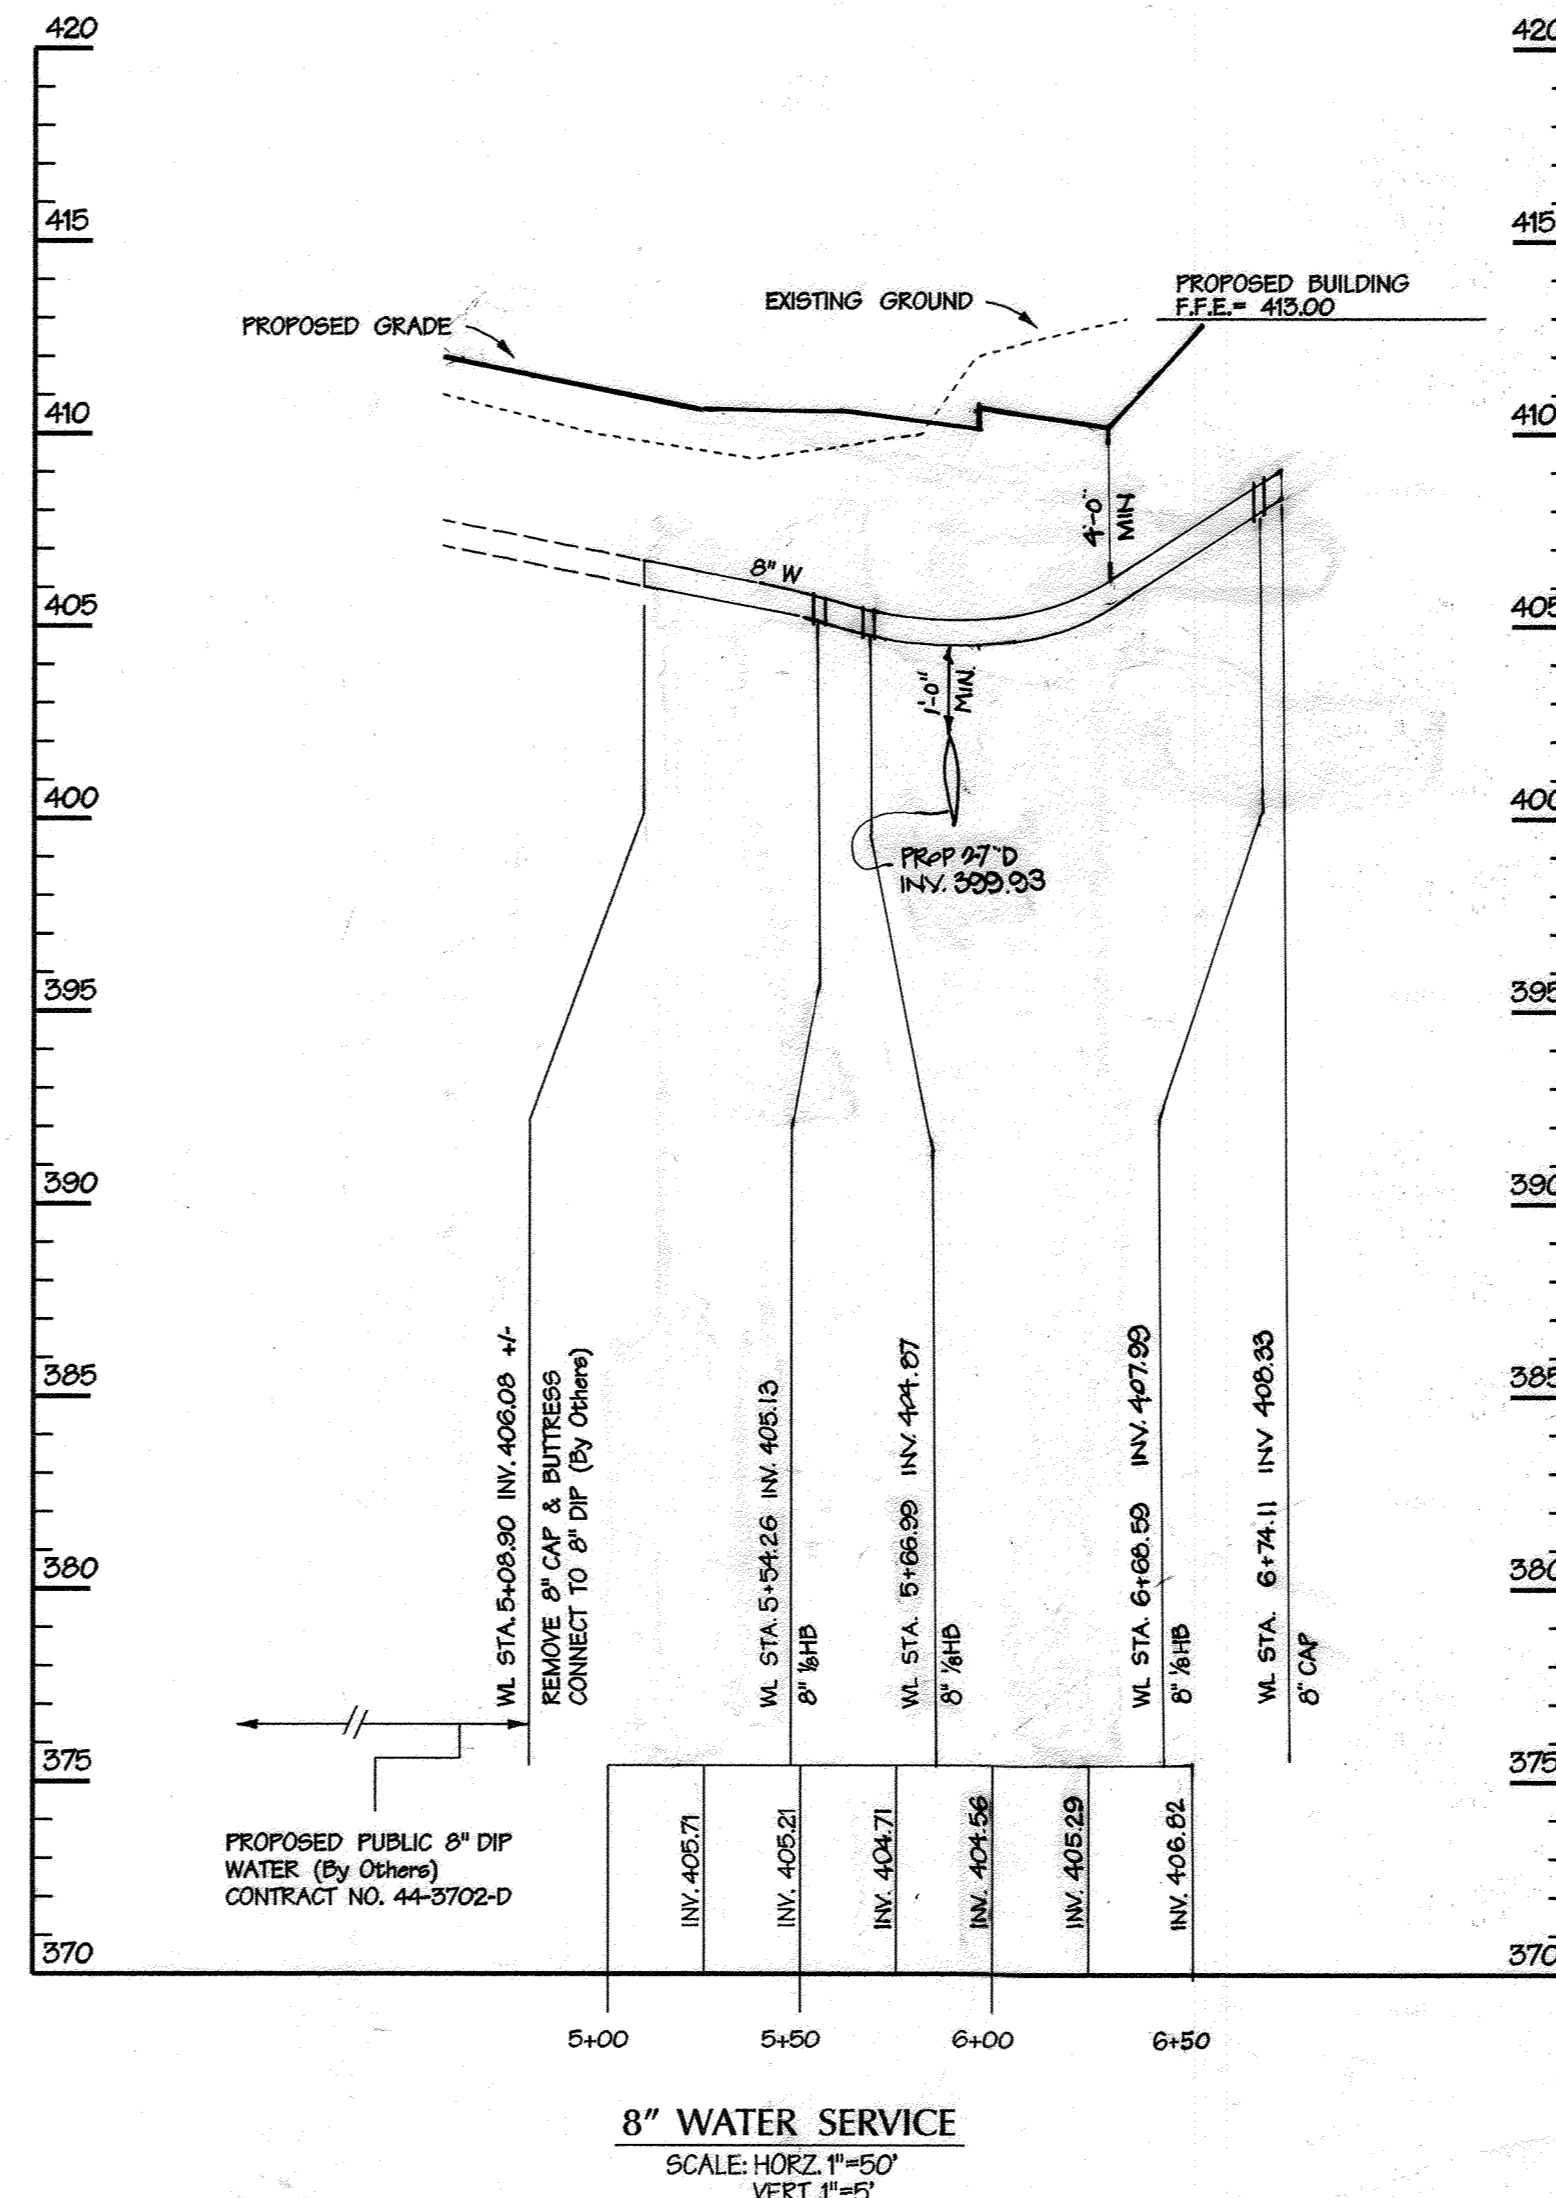 420
415
410
405
400
395
390
385
380
375
370
420
415
410
405
400
395
390
385
380
375
370
PROPOSED GRADE
EXISTING GROUND
PROPOSED BUILDING
F.F.E.= 413.00
8" W
4'-0"
MIN
1'-0"
MIN.
PROP 27"D
INV. 399.93
WL STA. 5+08.90 INV. 406.08 +/-
REMOVE 8" CAP & BUTTRESS
CONNECT TO 8" DIP (By Others)
WL STA. 5+54.26 INV. 405.13
8" 1/8HB
WL STA. 5+66.99 INV. 404.87
8" 1/8HB
WL STA. 6+68.59 INV. 407.99
8" 1/8HB
WL STA. 6+74.11 INV 408.33
8" CAP
PROPOSED PUBLIC 8" DIP
WATER (By Others)
CONTRACT NO. 44-3702-D
INV. 405.71
INV. 405.21
INV. 404.71
INV. 404.56
INV. 405.29
INV. 406.82
5+00
5+50
6+00
6+50
8" WATER SERVICE
SCALE: HORZ. 1"=50'
VERT. 1"=5'